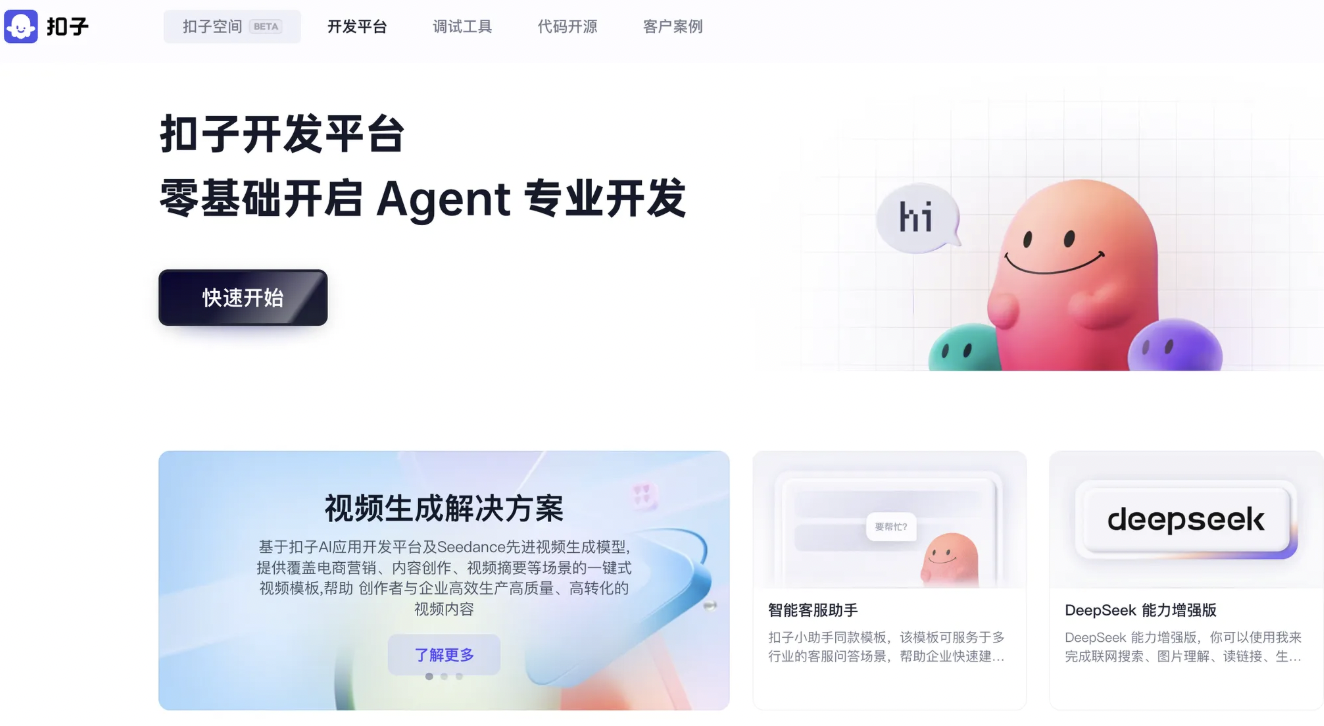 扣子
扣子空间 BETA
开发平台
调试工具
代码开源
客户案例
扣子开发平台
零基础开启 Agent 专业开发
快速开始
hi
视频生成解决方案
基于扣子AI应用开发平台及Seedance先进视频生成模型,
提供覆盖电商营销、内容创作、视频摘要等场景的一键式
视频模板,帮助 创作者与企业高效生产高质量、高转化的
视频内容
了解更多
要帮忙?
智能客服助手
扣子小助手同款模板，该模板可服务于多
行业的客服问答场景，帮助企业快速建...
deepseek
DeepSeek 能力增强版
DeepSeek 能力增强版，你可以使用我来
完成联网搜索、图片理解、读链接、生...